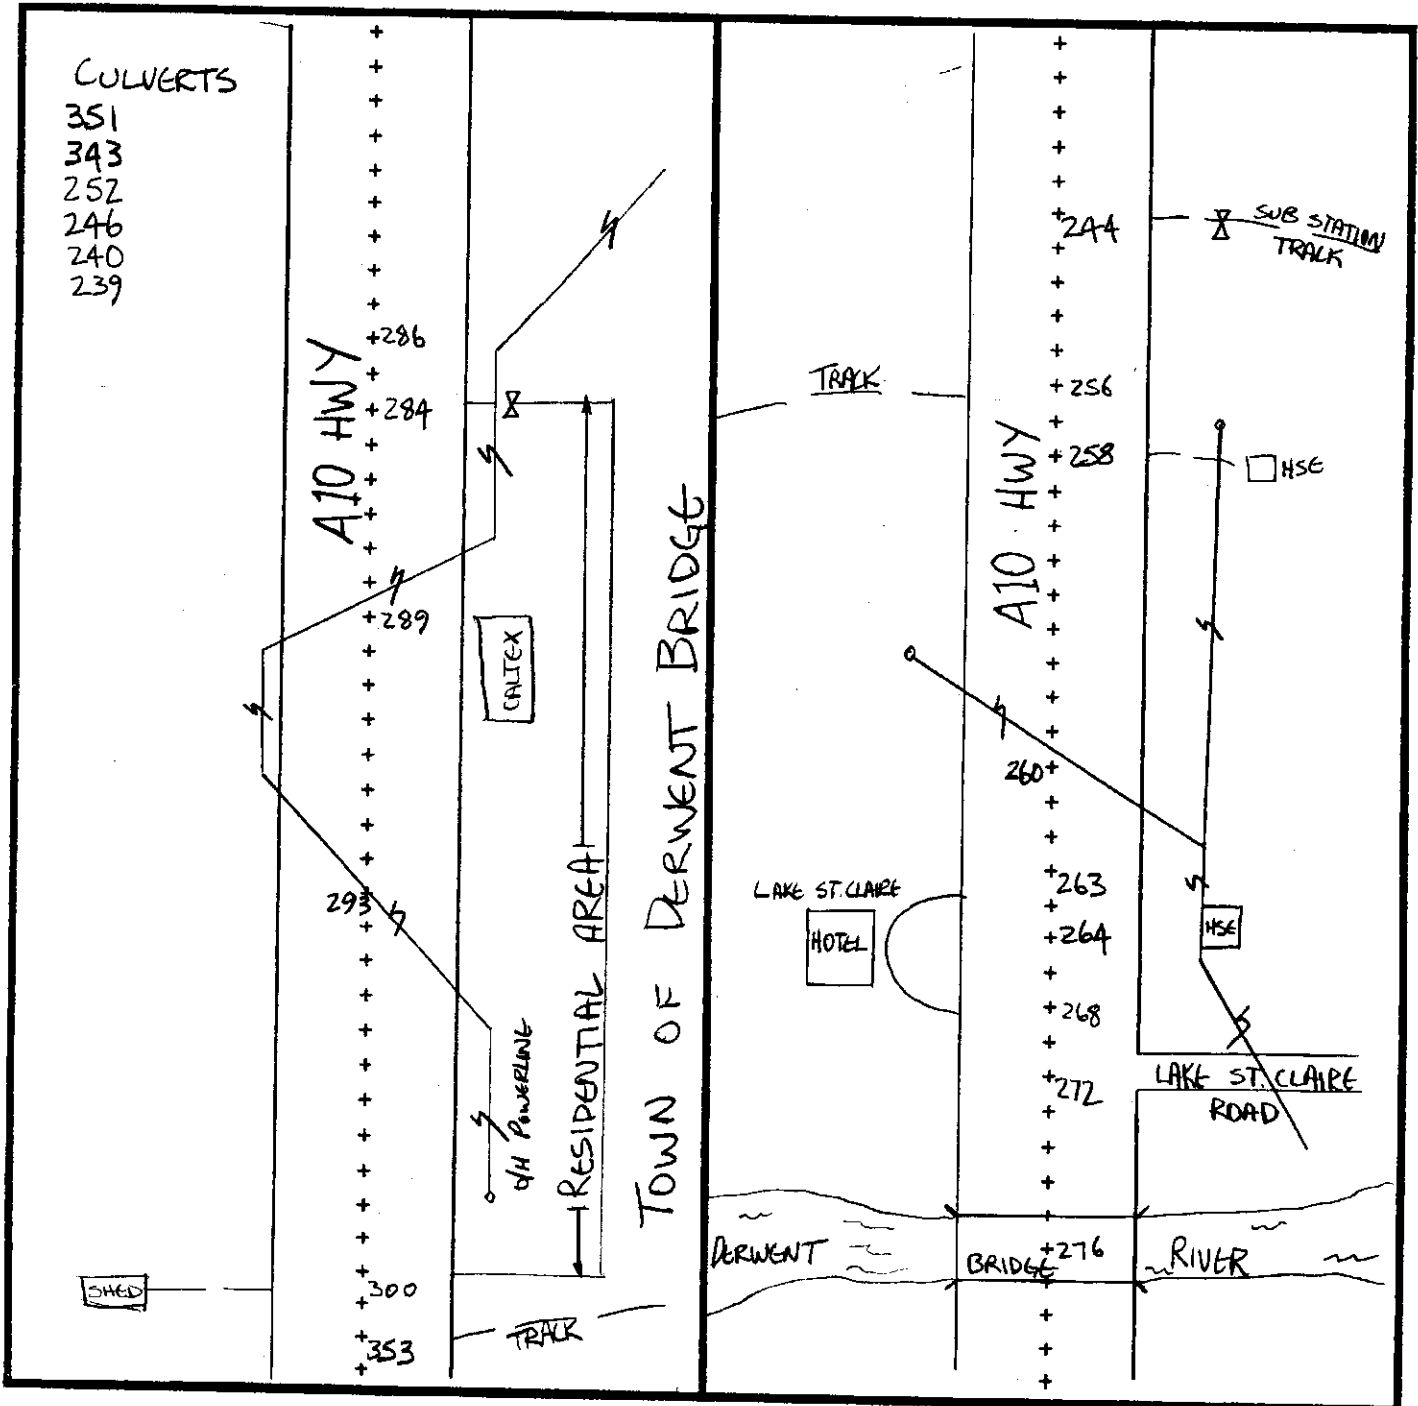 CULVERTS
351
343
252
246
240
239
A10 HWY
286
284
289
CALTEX
293
O/H POWERLINE
RESIDENTIAL AREA
TOWN OF DERWENT BRIDGE
SHED
300
353
TRACK
244
SUB STATION
TRACK
TRACK
256
258
HSE
A10 HWY
260
LAKE ST. CLAIRE
HOTEL
263
264
HSE
268
272
LAKE ST. CLAIRE
ROAD
DERWENT
BRIDGE
276
RIVER